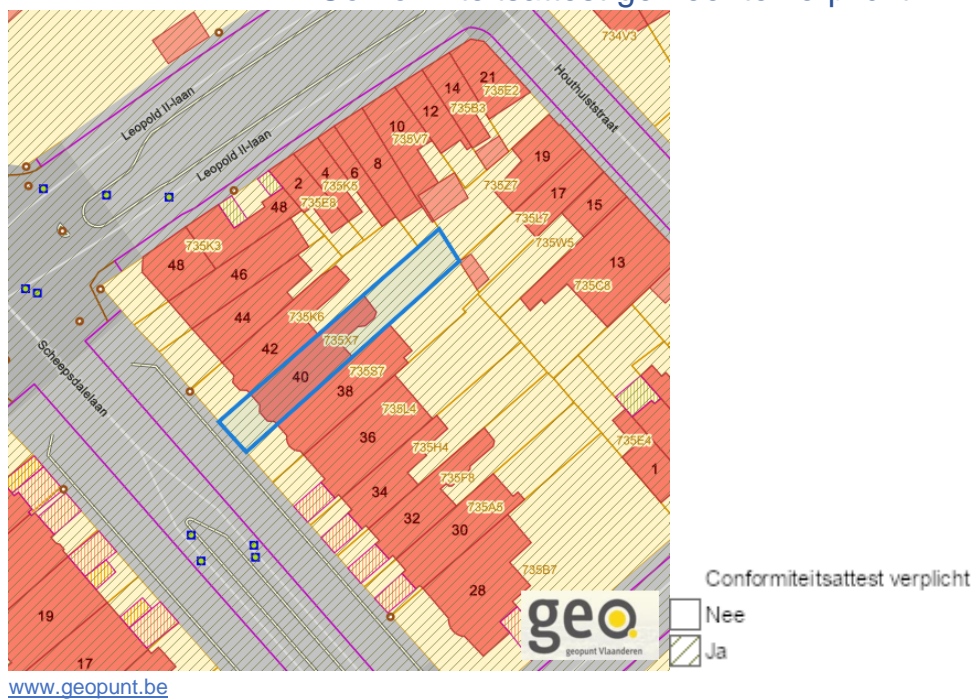 Leopold II-laan
Leopold II-laan
Houthulststraat
Scheepsdalelaan
734V3
21
735E2
14
735B3
12
10
735V7
8
6
4
735K5
2
735E8
48
735K3
48
46
44
42
735K6
735X7
40
38
735S7
735L4
36
735H4
34
735F8
32
735A5
30
28
735B7
19
735Z7
17
735L7
15
735W5
13
735C8
735E4
1
19
17
geo
geopunt Vlaanderen
Conformiteitsattest verplicht
Nee
Ja
www.geopunt.be